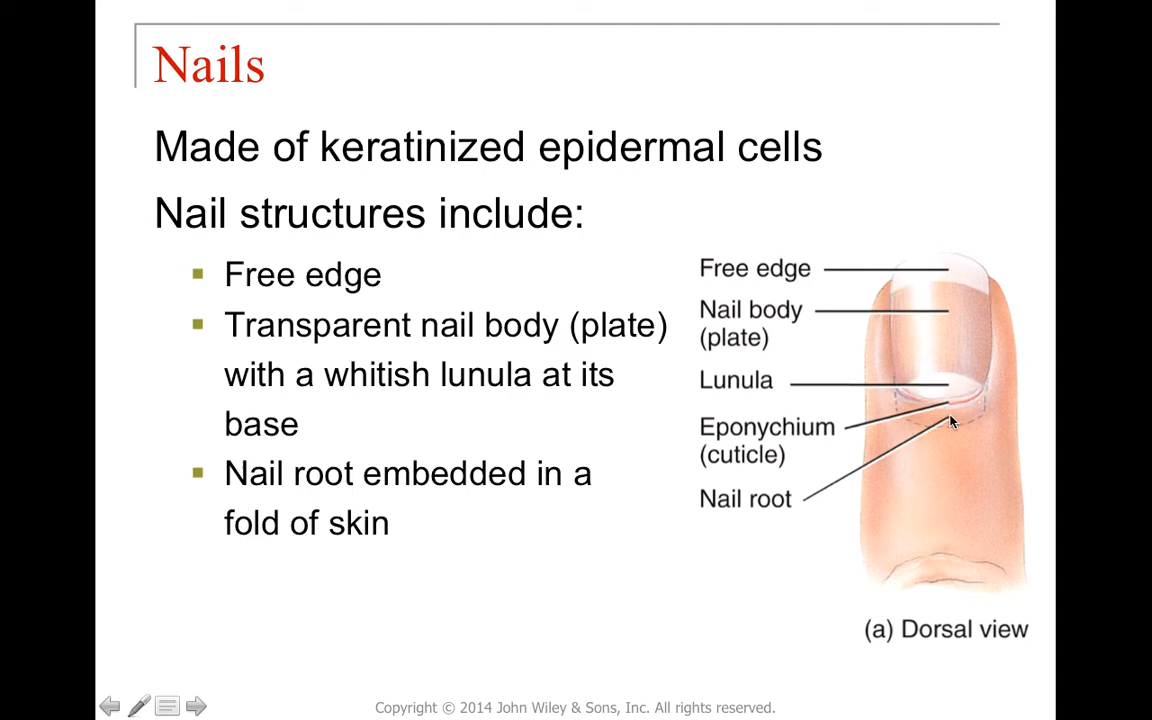 Nails
Made of keratinized epidermal cells
Nail structures include:
Free edge
Transparent nail body (plate)
with a whitish lunula at its
base
Nail root embedded in a
fold of skin
Free edge
Nail body
(plate)
Lunula
Eponychium
(cuticle)
Nail root
(a) Dorsal view
Copyright © 2014 John Wiley & Sons, Inc. All rights reserved.